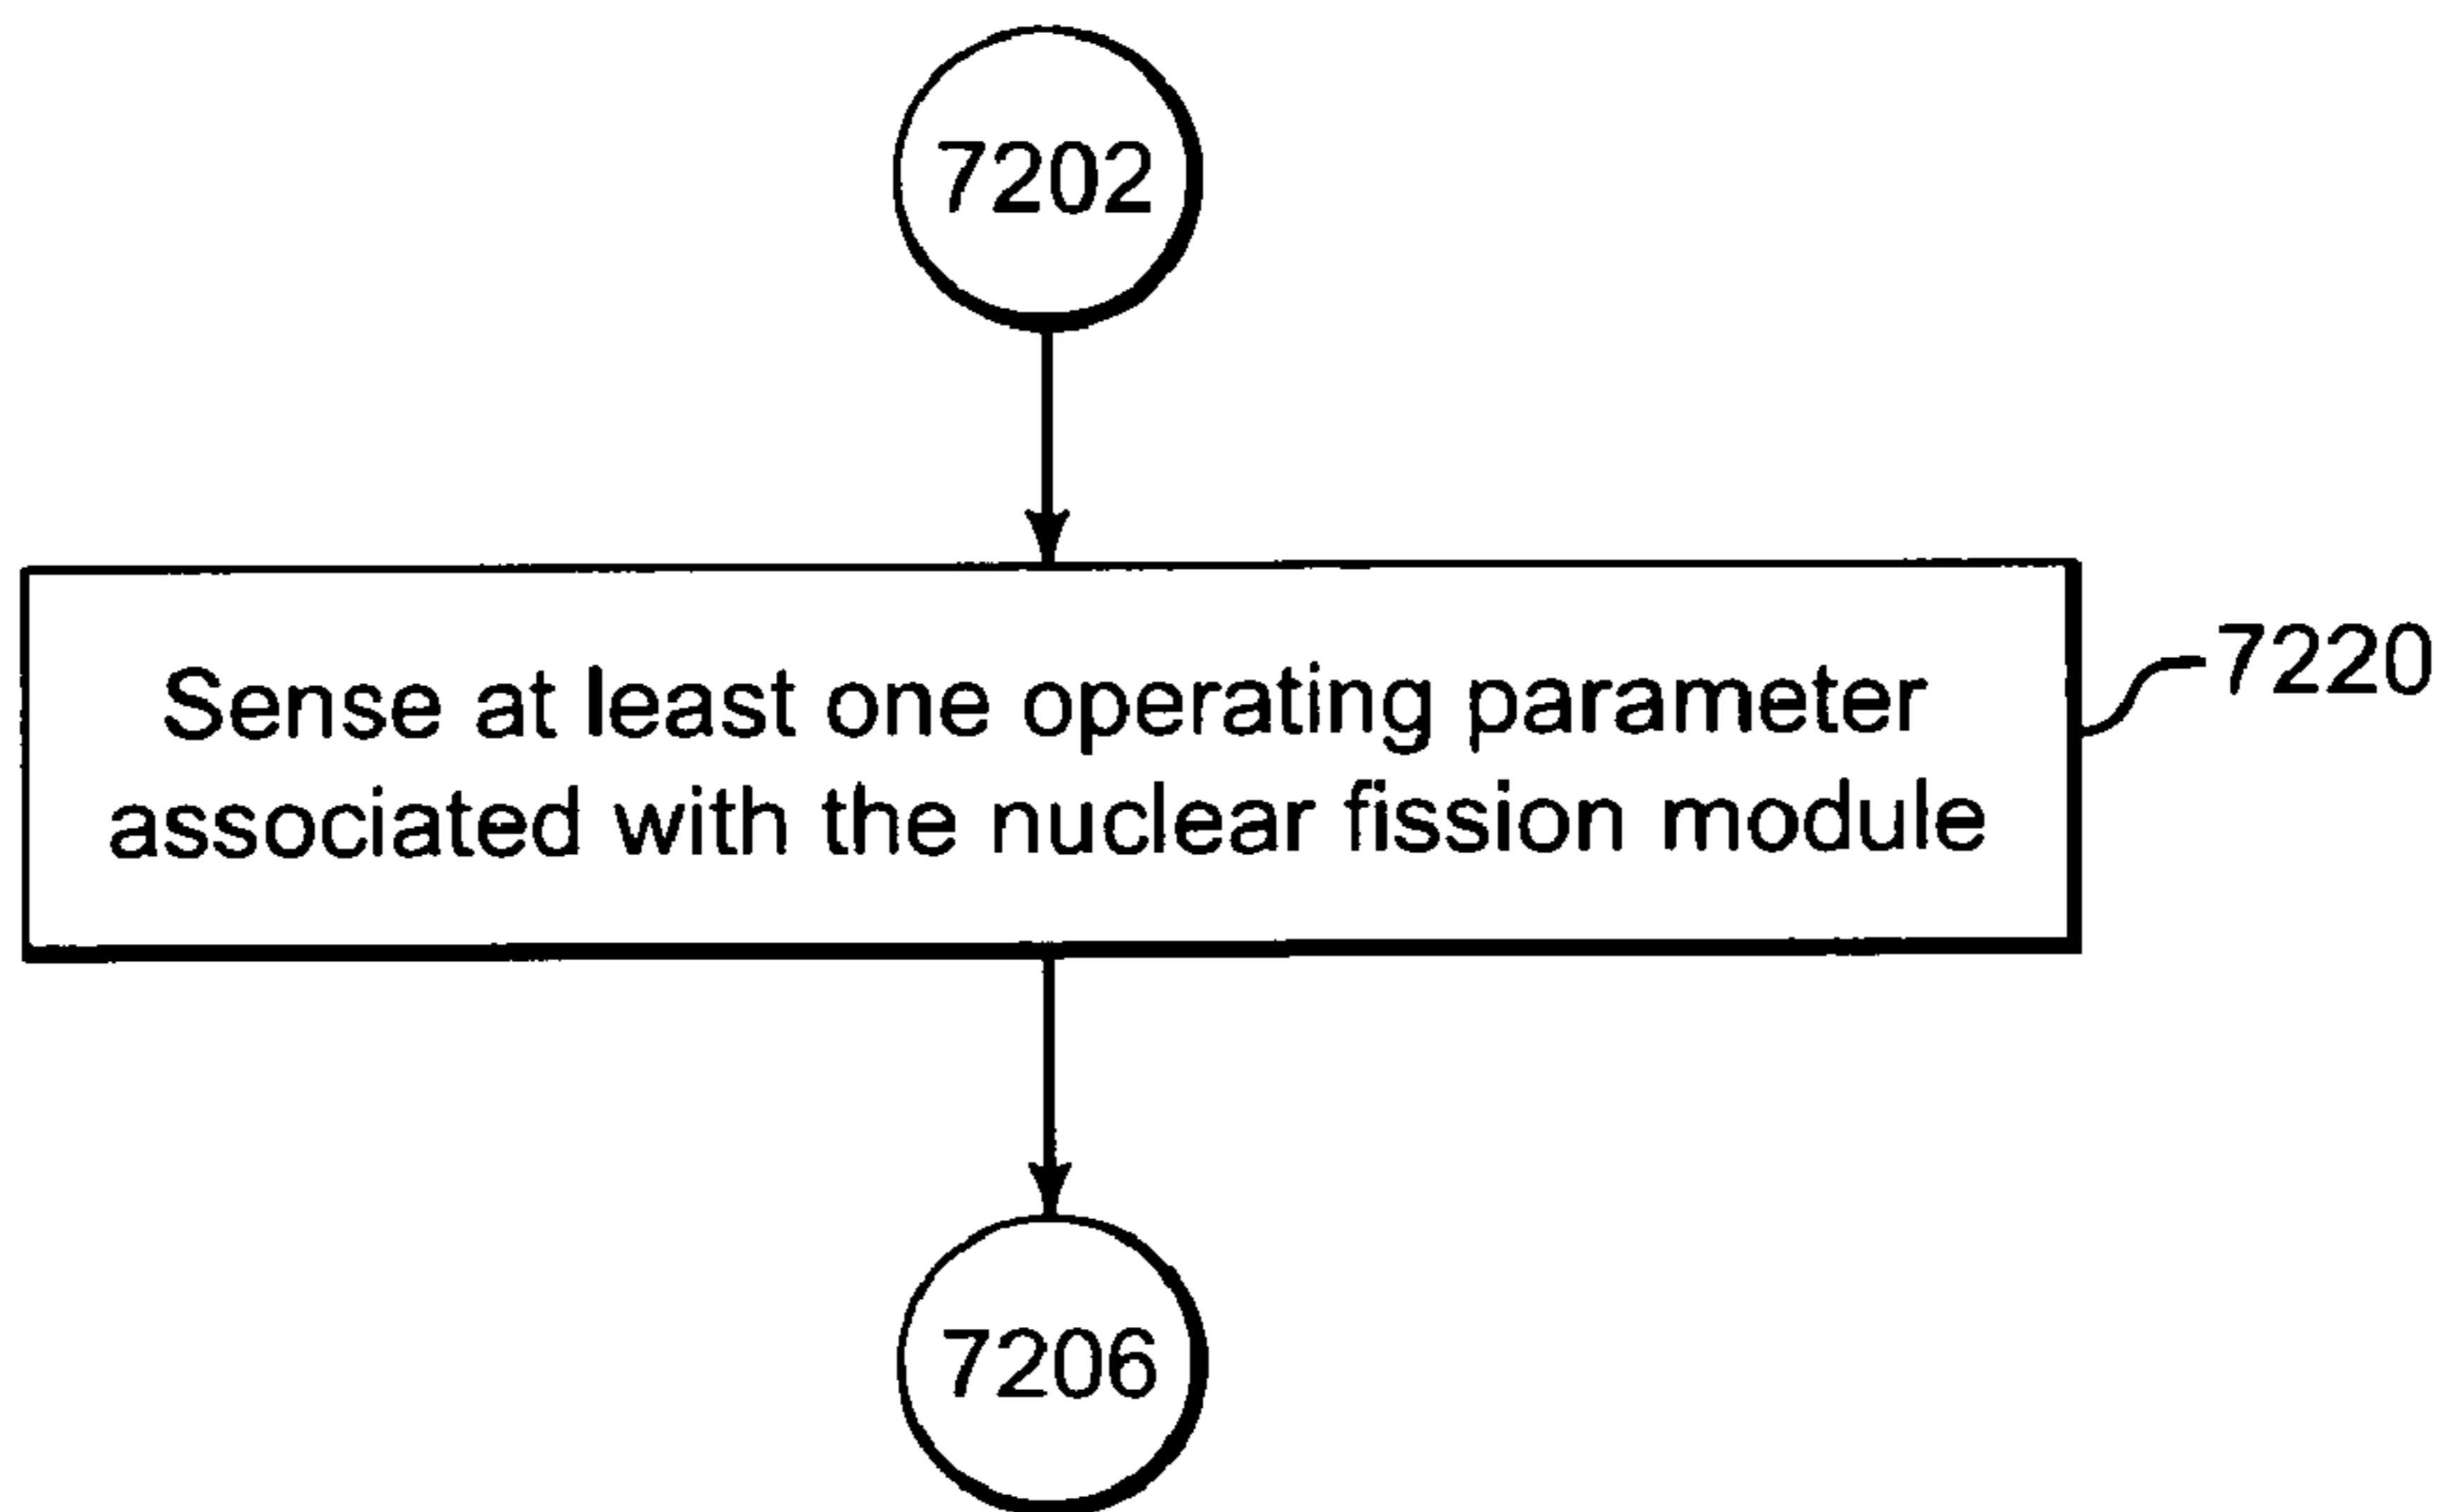 7202
Sense at least one operating parameter
associated with the nuclear fission module
7220
7206